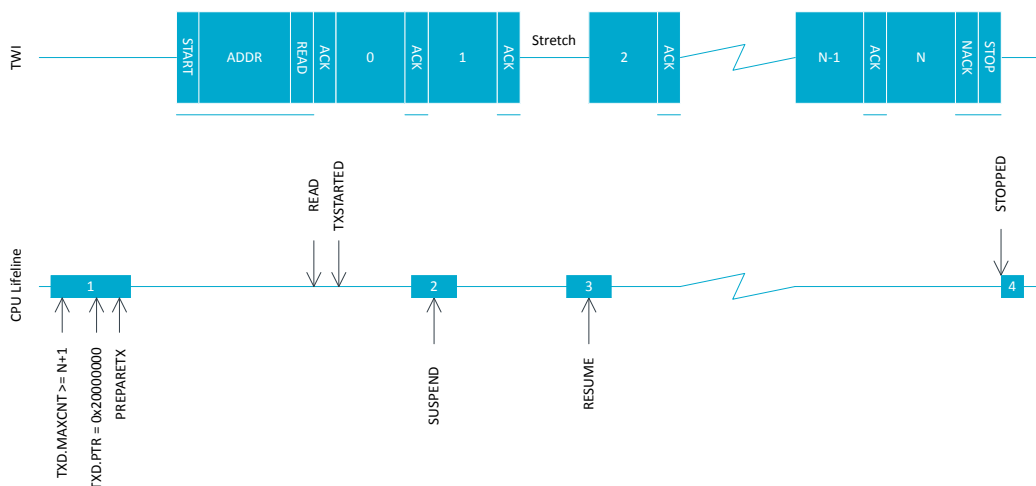 TWI
START
ADDR
READ
ACK
0
ACK
1
ACK
Stretch
2
ACK
N-1
ACK
N
NACK
STOP
READ
TXSTARTED
STOPPED
CPU Lifeline
1
2
3
4
TXD.MAXCNT >= N+1
TXD.PTR = 0x20000000
PREPARETX
SUSPEND
RESUME